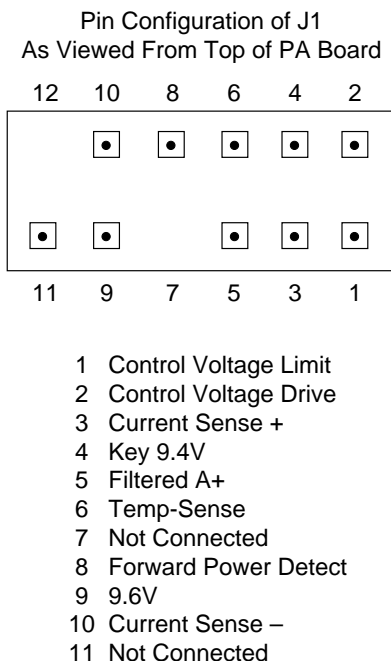 Pin Configuration of J1
As Viewed From Top of PA Board
12 10 8 6 4 2
11 9 7 5 3 1
1 Control Voltage Limit
2 Control Voltage Drive
3 Current Sense +
4 Key 9.4V
5 Filtered A+
6 Temp-Sense
7 Not Connected
8 Forward Power Detect
9 9.6V
10 Current Sense –
11 Not Connected